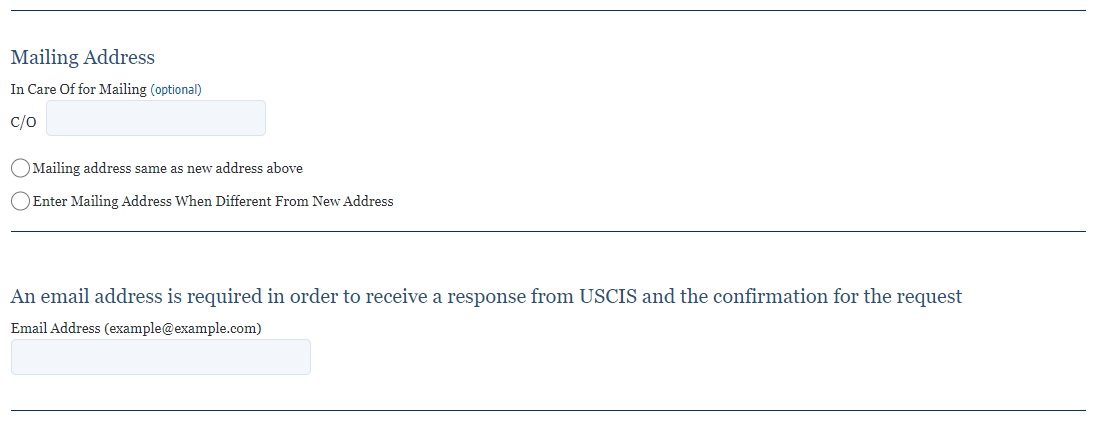 Mailing Address
In Care Of for Mailing (optional)
C/O
Mailing address same as new address above
Enter Mailing Address When Different From New Address
An email address is required in order to receive a response from USCIS and the confirmation for the request
Email Address (example@example.com)